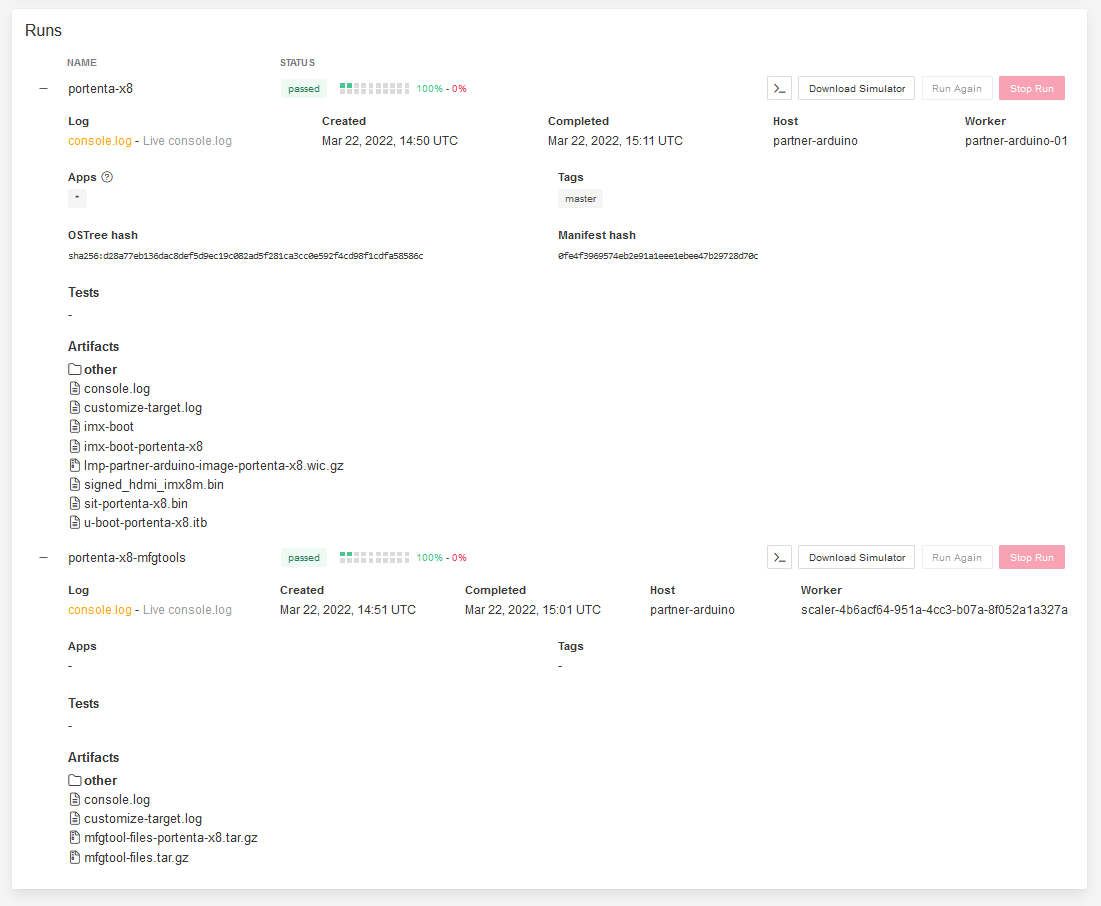 Runs
NAME STATUS
portenta-x8 passed 100% - 0% Download Simulator Run Again Stop Run
Log Created Completed Host Worker
console.log - Live console.log Mar 22, 2022, 14:50 UTC Mar 22, 2022, 15:11 UTC partner-arduino partner-arduino-01
Apps Tags
* master
OSTree hash Manifest hash
sha256:d28a77eb136dac8def5d9ec19c082ad5f281ca3cc0e592f4cd98f1cdfa58586c 0fe4f3969574eb2e91a1eee1ebee47b29728d70c
Tests
-
Artifacts
other
console.log
customize-target.log
imx-boot
imx-boot-portenta-x8
lmp-partner-arduino-image-portenta-x8.wic.gz
signed_hdmi_imx8m.bin
sit-portenta-x8.bin
u-boot-portenta-x8.itb
portenta-x8-mfgtools passed 100% - 0% Download Simulator Run Again Stop Run
Log Created Completed Host Worker
console.log - Live console.log Mar 22, 2022, 14:51 UTC Mar 22, 2022, 15:01 UTC partner-arduino scaler-4b6acf64-951a-4cc3-b07a-8f052a1a327a
Apps Tags
- -
Tests
-
Artifacts
other
console.log
customize-target.log
mfgtool-files-portenta-x8.tar.gz
mfgtool-files.tar.gz